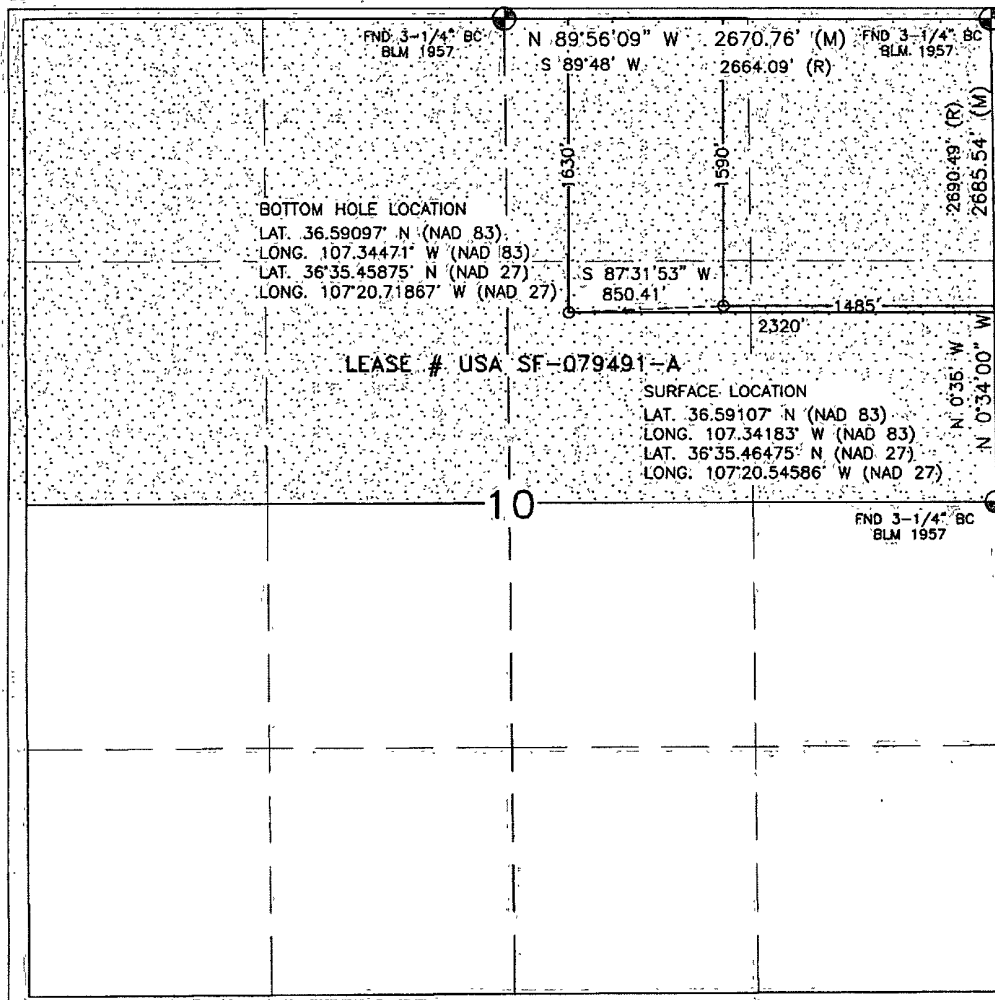 FND 3-1/4" BC
BLM 1957
N 89°56'09" W 2670.76' (M)
S 89°48' W 2664.09' (R)
FND 3-1/4" BC
BLM 1957
2690.49' (R)
2685.54' (M)
1630'
1590'
BOTTOM HOLE LOCATION
LAT. 36.59097° N (NAD 83)
LONG. 107.34471° W (NAD 83)
LAT. 36°35.45875' N (NAD 27)
LONG. 107°20.71867' W (NAD 27)
S 87°31'53" W
850.41'
1485'
2320'
LEASE # USA SF-079491-A
N 0°35' W
N 0°34'00" W
SURFACE LOCATION
LAT. 36.59107° N (NAD 83)
LONG. 107.34183° W (NAD 83)
LAT. 36°35.46475' N (NAD 27)
LONG. 107°20.54586' W (NAD 27)
10
FND 3-1/4" BC
BLM 1957